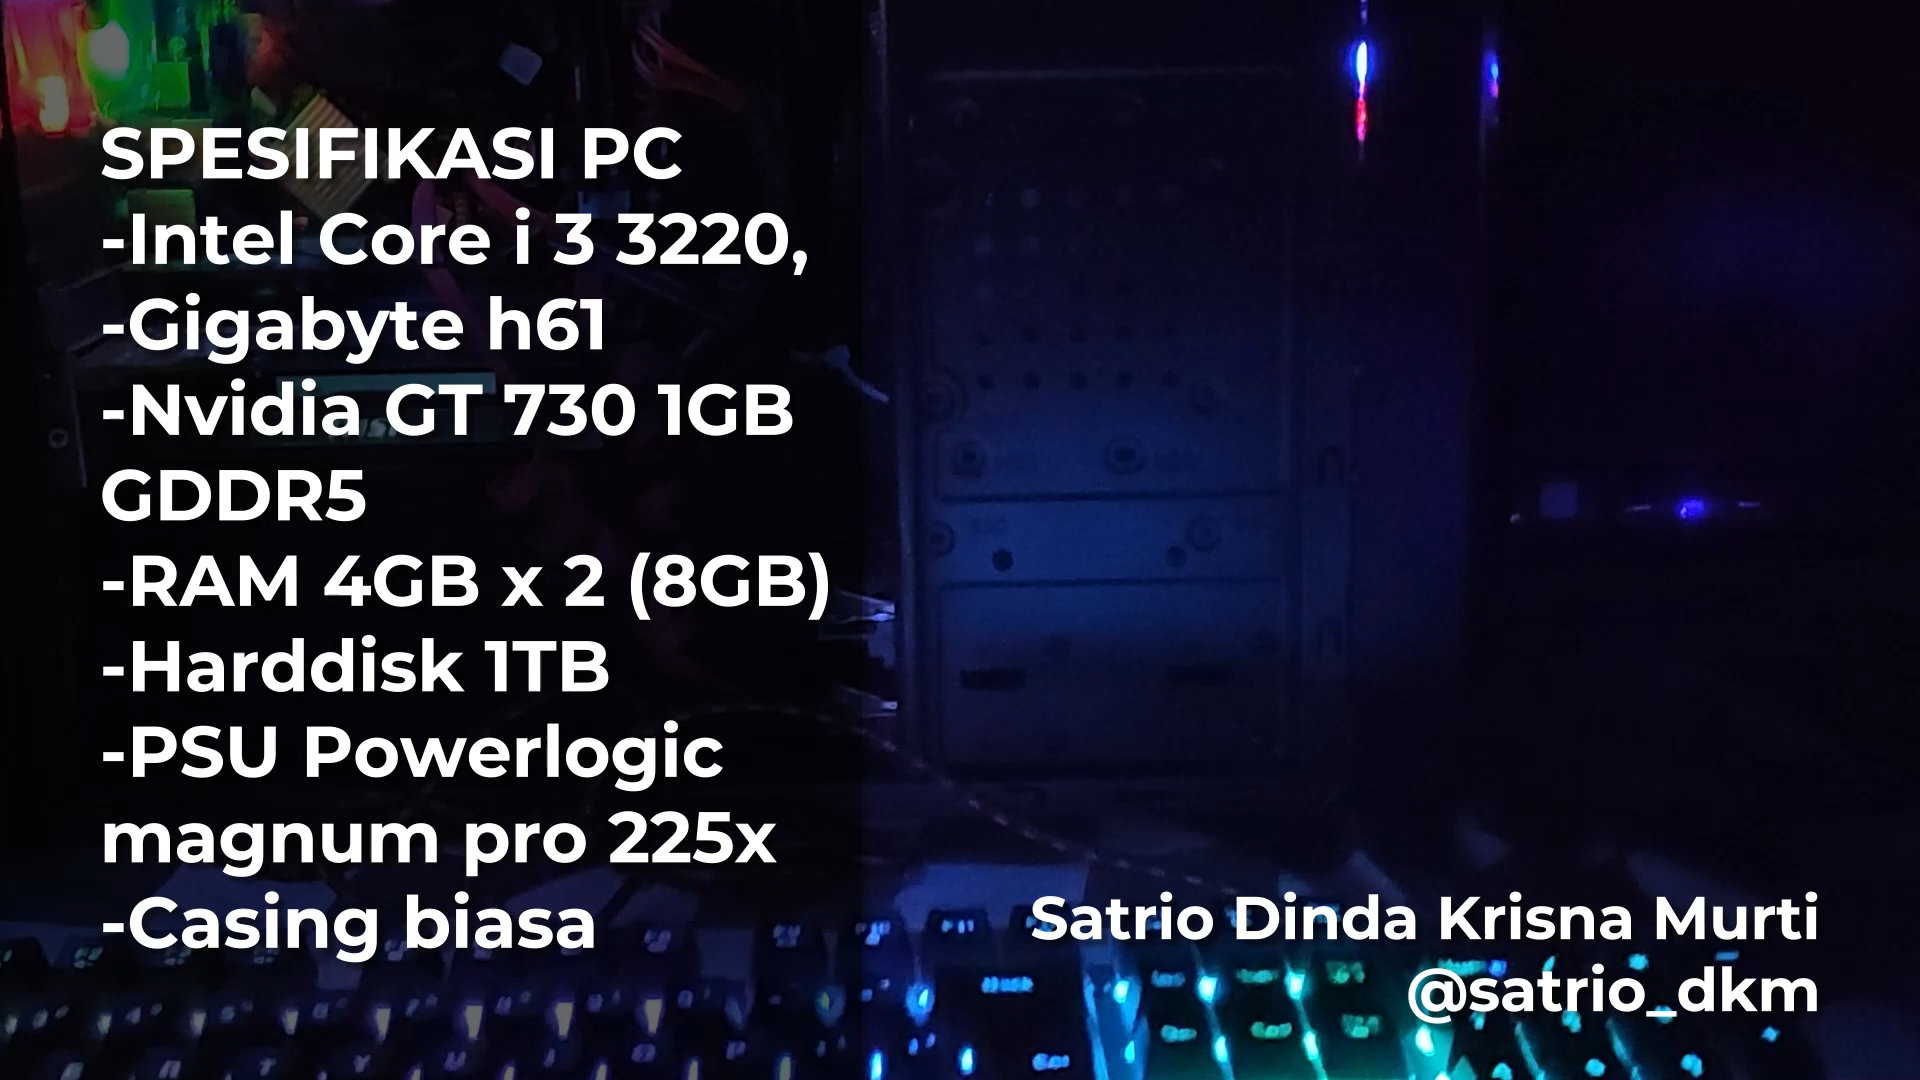 SPESIFIKASI PC
-Intel Core i 3 3220,
-Gigabyte h61
-Nvidia GT 730 1GB
GDDR5
-RAM 4GB x 2 (8GB)
-Harddisk 1TB
-PSU Powerlogic
magnum pro 225x
-Casing biasa
Satrio Dinda Krisna Murti
@satrio_dkm